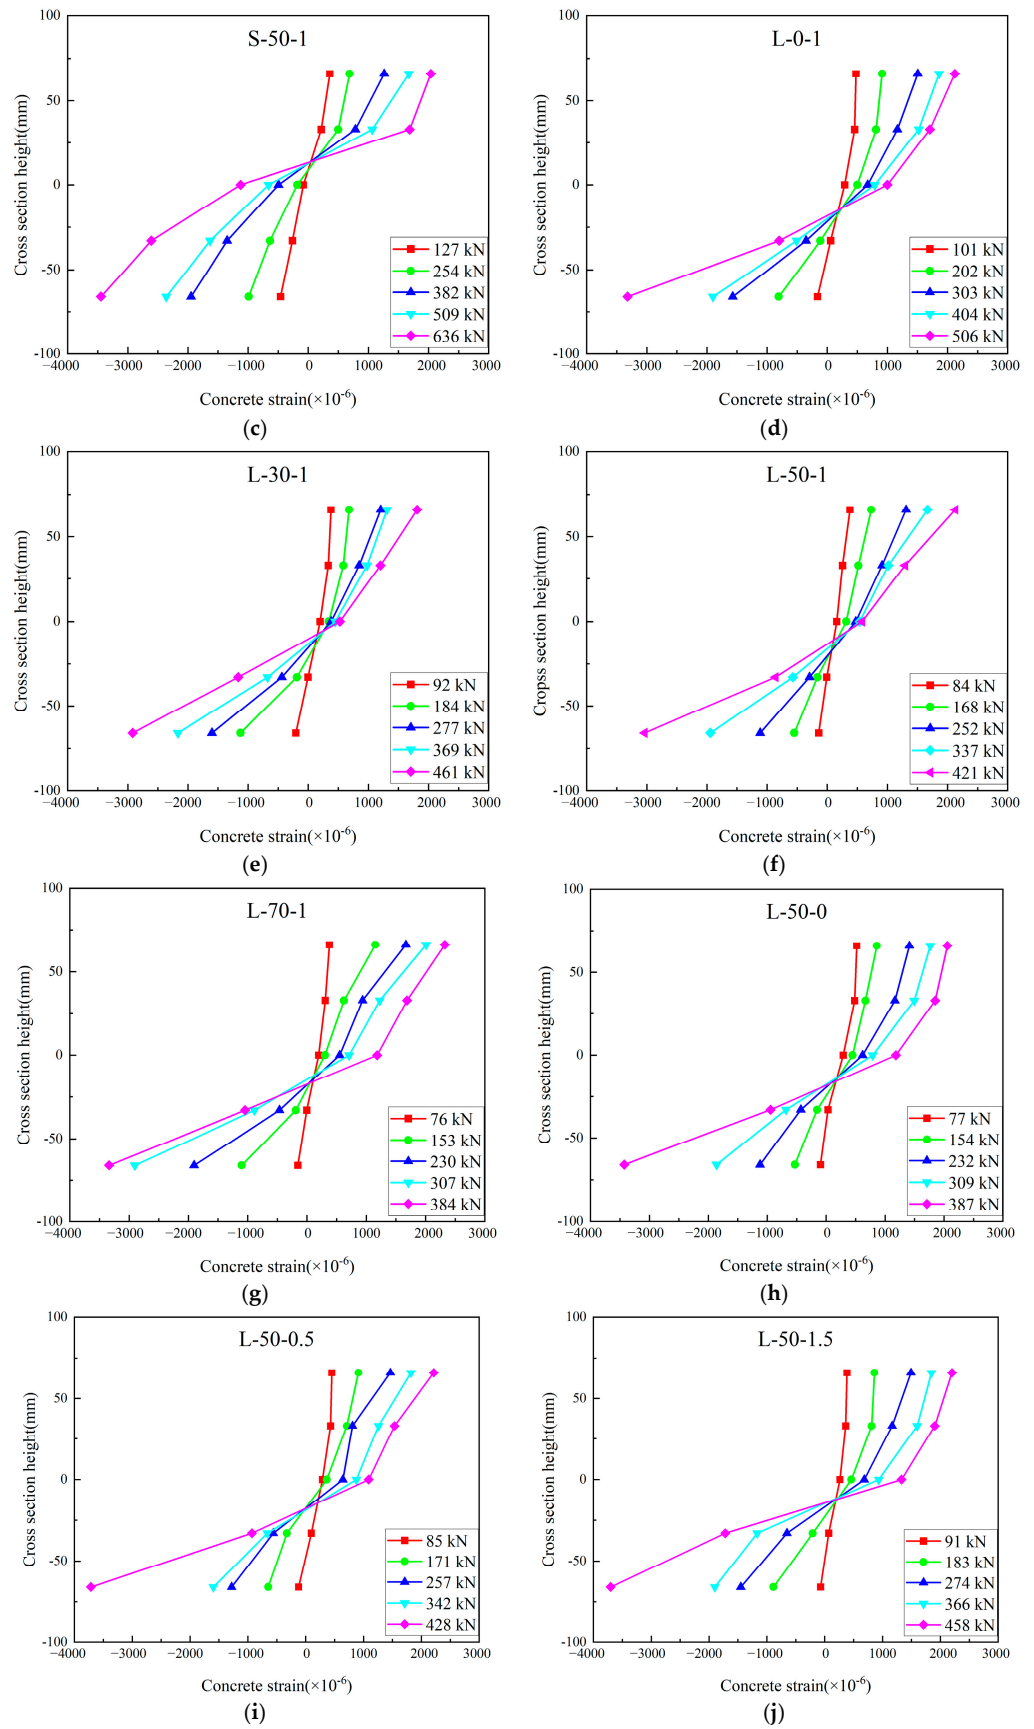 S-50-1
Cross section height(mm)
100
50
0
-50
-100
127 kN
254 kN
382 kN
509 kN
636 kN
−4000 −3000 −2000 −1000 0 1000 2000 3000
Concrete strain(×10⁻⁶)
(c)
L-0-1
Cross section height(mm)
100
50
0
-50
-100
101 kN
202 kN
303 kN
404 kN
506 kN
−4000 −3000 −2000 −1000 0 1000 2000 3000
Concrete strain(×10⁻⁶)
(d)
L-30-1
Cross section height(mm)
100
50
0
-50
-100
92 kN
184 kN
277 kN
369 kN
461 kN
−4000 −3000 −2000 −1000 0 1000 2000 3000
Concrete strain(×10⁻⁶)
(e)
L-50-1
Cropss section height(mm)
100
50
0
-50
-100
84 kN
168 kN
252 kN
337 kN
421 kN
−4000 −3000 −2000 −1000 0 1000 2000 3000
Concrete strain(×10⁻⁶)
(f)
L-70-1
Cross section height(mm)
100
50
0
-50
-100
76 kN
153 kN
230 kN
307 kN
384 kN
−4000 −3000 −2000 −1000 0 1000 2000 3000
Concrete strain(×10⁻⁶)
(g)
L-50-0
Cross section height(mm)
100
50
0
-50
-100
77 kN
154 kN
232 kN
309 kN
387 kN
−4000 −3000 −2000 −1000 0 1000 2000 3000
Concrete strain(×10⁻⁶)
(h)
L-50-0.5
Cross section height(mm)
100
50
0
-50
-100
85 kN
171 kN
257 kN
342 kN
428 kN
−4000 −3000 −2000 −1000 0 1000 2000 3000
Concrete strain(×10⁻⁶)
(i)
L-50-1.5
Cross section height(mm)
100
50
0
-50
-100
91 kN
183 kN
274 kN
366 kN
458 kN
−4000 −3000 −2000 −1000 0 1000 2000 3000
Concrete strain(×10⁻⁶)
(j)